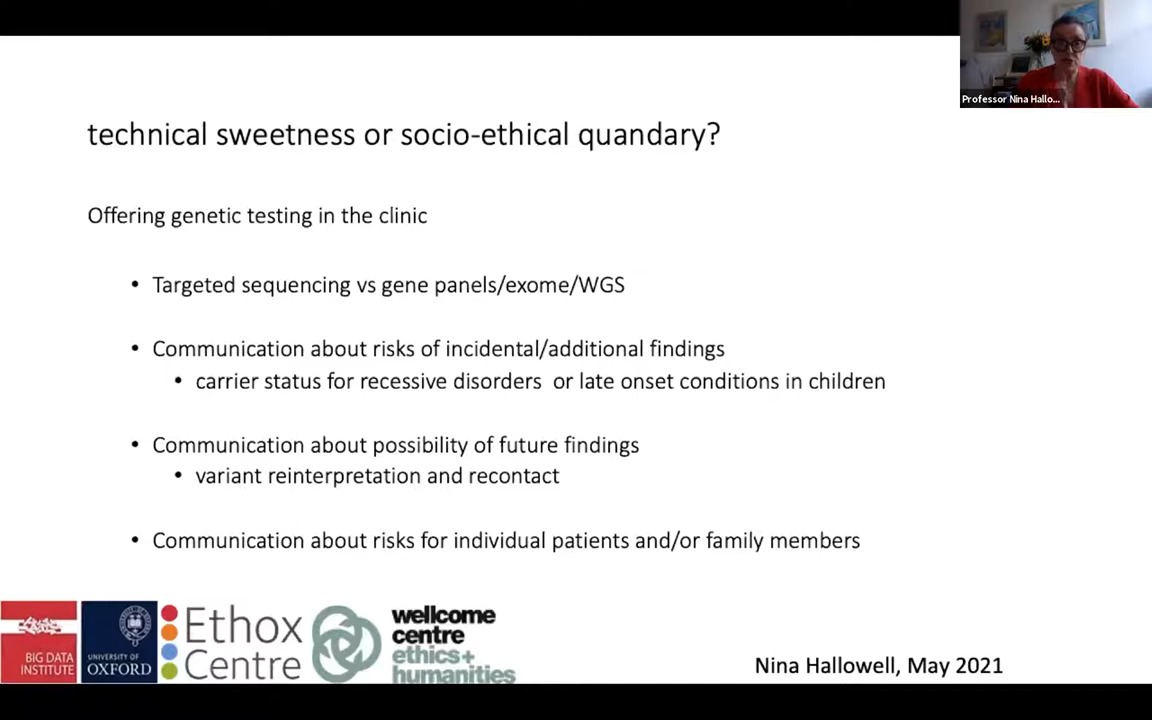 Professor Nina Hallo...
technical sweetness or socio-ethical quandary?
Offering genetic testing in the clinic
• Targeted sequencing vs gene panels/exome/WGS
• Communication about risks of incidental/additional findings
• carrier status for recessive disorders or late onset conditions in children
• Communication about possibility of future findings
• variant reinterpretation and recontact
• Communication about risks for individual patients and/or family members
BIG DATA
INSTITUTE
UNIVERSITY OF
OXFORD
Ethox
Centre
wellcome
centre
ethics+
humanities
Nina Hallowell, May 2021